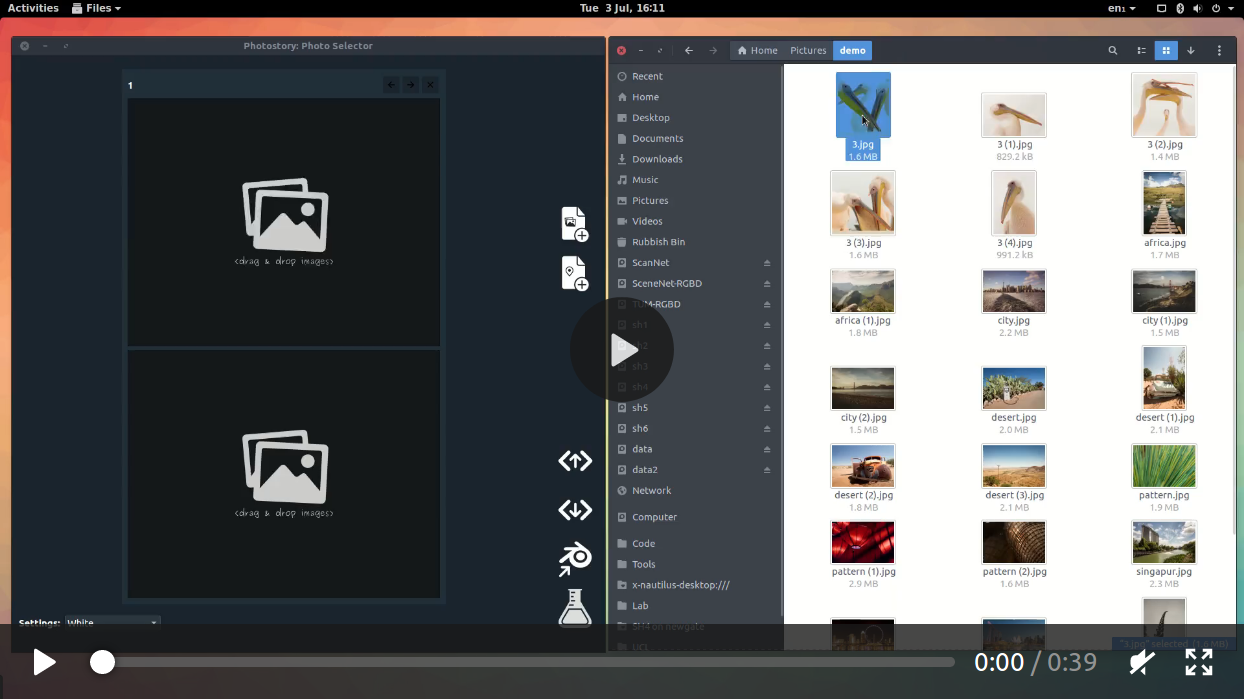 Activities Files Tue 3 Jul, 16:11 en1
Photostory: Photo Selector
Home Pictures demo
1
<drag & drop images>
<drag & drop images>
Settings: White
Recent
Home
Desktop
Documents
Downloads
Music
Pictures
Videos
Rubbish Bin
ScanNet
SceneNet-RGBD
TUM-RGBD
sh1
sh2
sh3
sh4
sh5
sh6
data
data2
Network
Computer
Code
Tools
x-nautilus-desktop:///
Lab
SH4 on newgate
UCL
3.jpg 3 (1).jpg 3 (2).jpg
1.6 MB 829.2 kB 1.4 MB
3 (3).jpg 3 (4).jpg africa.jpg
1.6 MB 991.2 kB 1.7 MB
africa (1).jpg city.jpg city (1).jpg
1.8 MB 2.2 MB 1.5 MB
city (2).jpg desert.jpg desert (1).jpg
1.5 MB 2.0 MB 2.1 MB
desert (2).jpg desert (3).jpg pattern.jpg
1.8 MB 2.1 MB 1.9 MB
pattern (1).jpg pattern (2).jpg singapur.jpg
2.9 MB 1.6 MB 2.3 MB
"3.jpg" selected (1.6 MB)
0:00 / 0:39